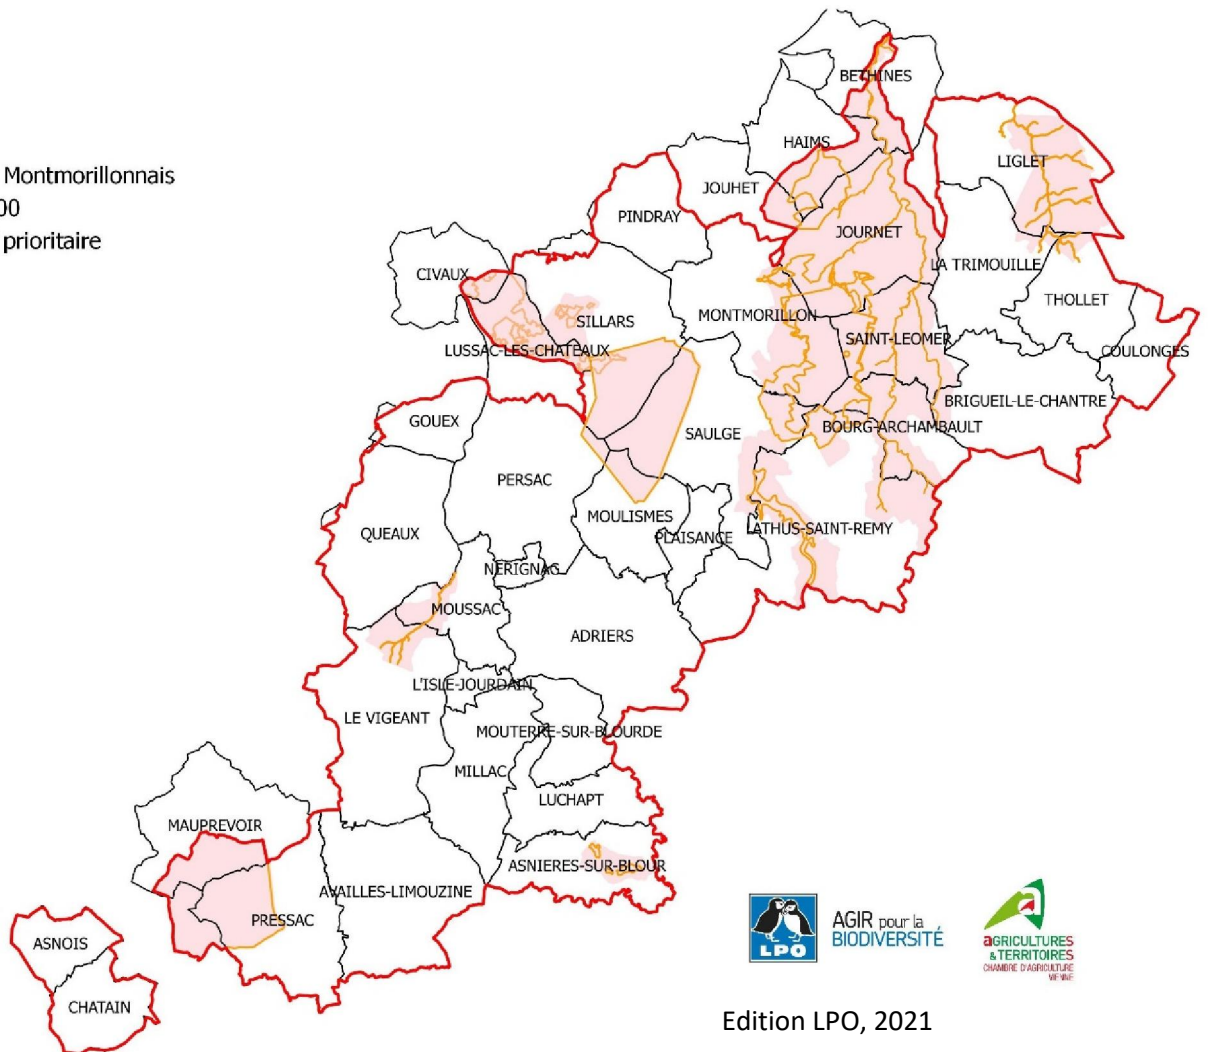 Montmorillonnais
00
prioritaire
BETHINES
HAIMS
LIGLET
JOUHET
PINDRAY
JOURNET
CIVAUX
LA TRIMOUILLE
THOLLET
SILLARS
MONTMORILLON
SAINT-LEOMER
LUSSAC-LES-CHATEAUX
COULONGES
BRIGUEIL-LE-CHANTRE
GOUEX
SAULGE
BOURG-ARCHAMBAULT
PERSAC
MOULISMES
LATHUS-SAINT-REMY
QUEAUX
PLAISANCE
NERIGNAC
MOUSSAC
ADRIERS
L'ISLE-JOURDAIN
LE VIGEANT
MOUTERRE-SUR-BLOURDE
MILLAC
LUCHAPT
MAUPREVOIR
ASNIERES-SUR-BLOUR
AVAILLES-LIMOUZINE
PRESSAC
ASNOIS
CHATAIN
LPO
AGIR pour la
BIODIVERSITÉ
a
aGRICULTURES
& TERRITOIRES
CHAMBRE D'AGRICULTURE
VIENNE
Edition LPO, 2021